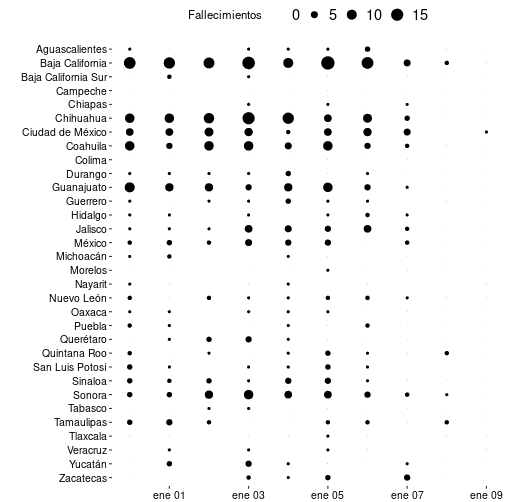 Fallecimientos 0 5 10 15
Aguascalientes
Baja California
Baja California Sur
Campeche
Chiapas
Chihuahua
Ciudad de México
Coahuila
Colima
Durango
Guanajuato
Guerrero
Hidalgo
Jalisco
México
Michoacán
Morelos
Nayarit
Nuevo León
Oaxaca
Puebla
Querétaro
Quintana Roo
San Luis Potosí
Sinaloa
Sonora
Tabasco
Tamaulipas
Tlaxcala
Veracruz
Yucatán
Zacatecas
ene 01 ene 03 ene 05 ene 07 ene 09